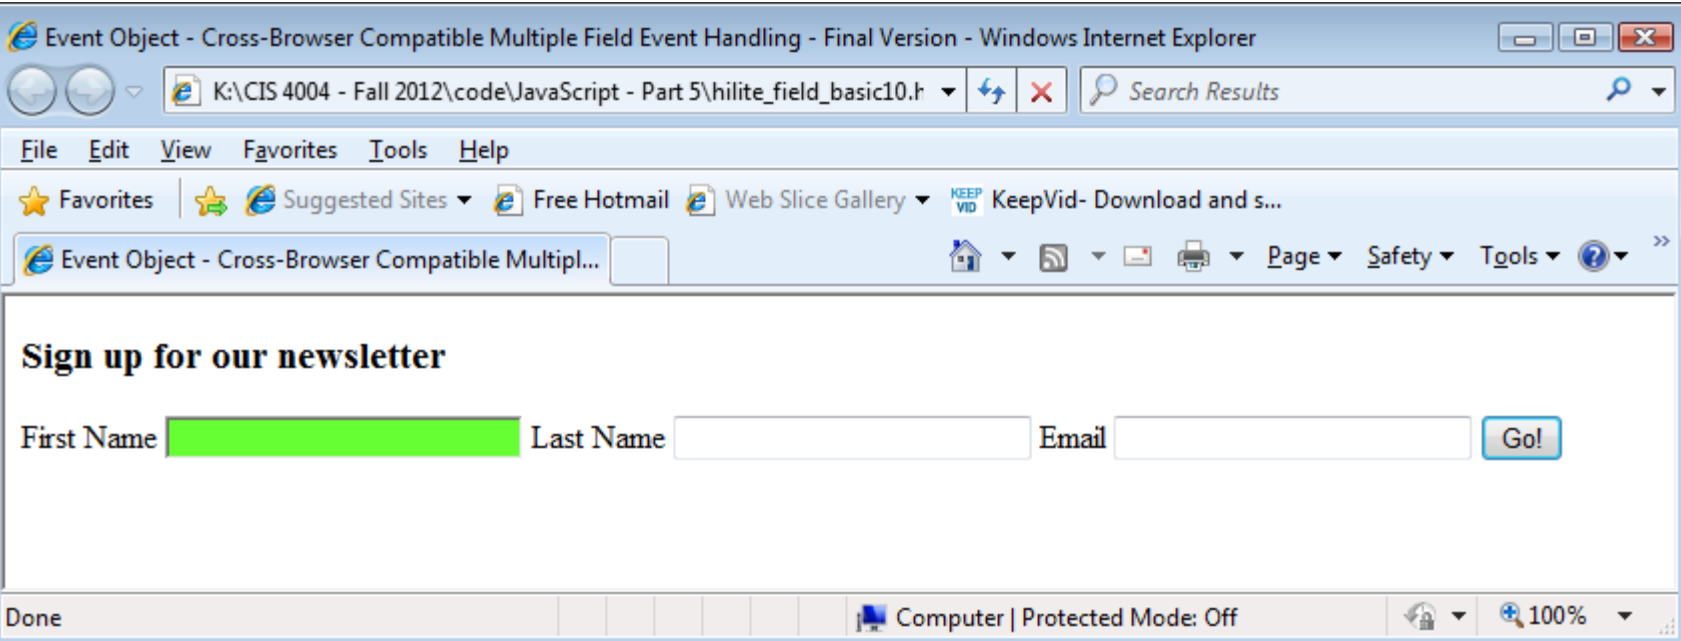 Event Object - Cross-Browser Compatible Multiple Field Event Handling - Final Version - Windows Internet Explorer
K:\CIS 4004 - Fall 2012\code\JavaScript - Part 5\hilite_field_basic10.h Search Results
File Edit View Favorites Tools Help
Favorites Suggested Sites Free Hotmail Web Slice Gallery KEEP VID KeepVid- Download and s...
Event Object - Cross-Browser Compatible Multipl... Page Safety Tools
Sign up for our newsletter
First Name Last Name Email Go!
Done Computer | Protected Mode: Off 100%